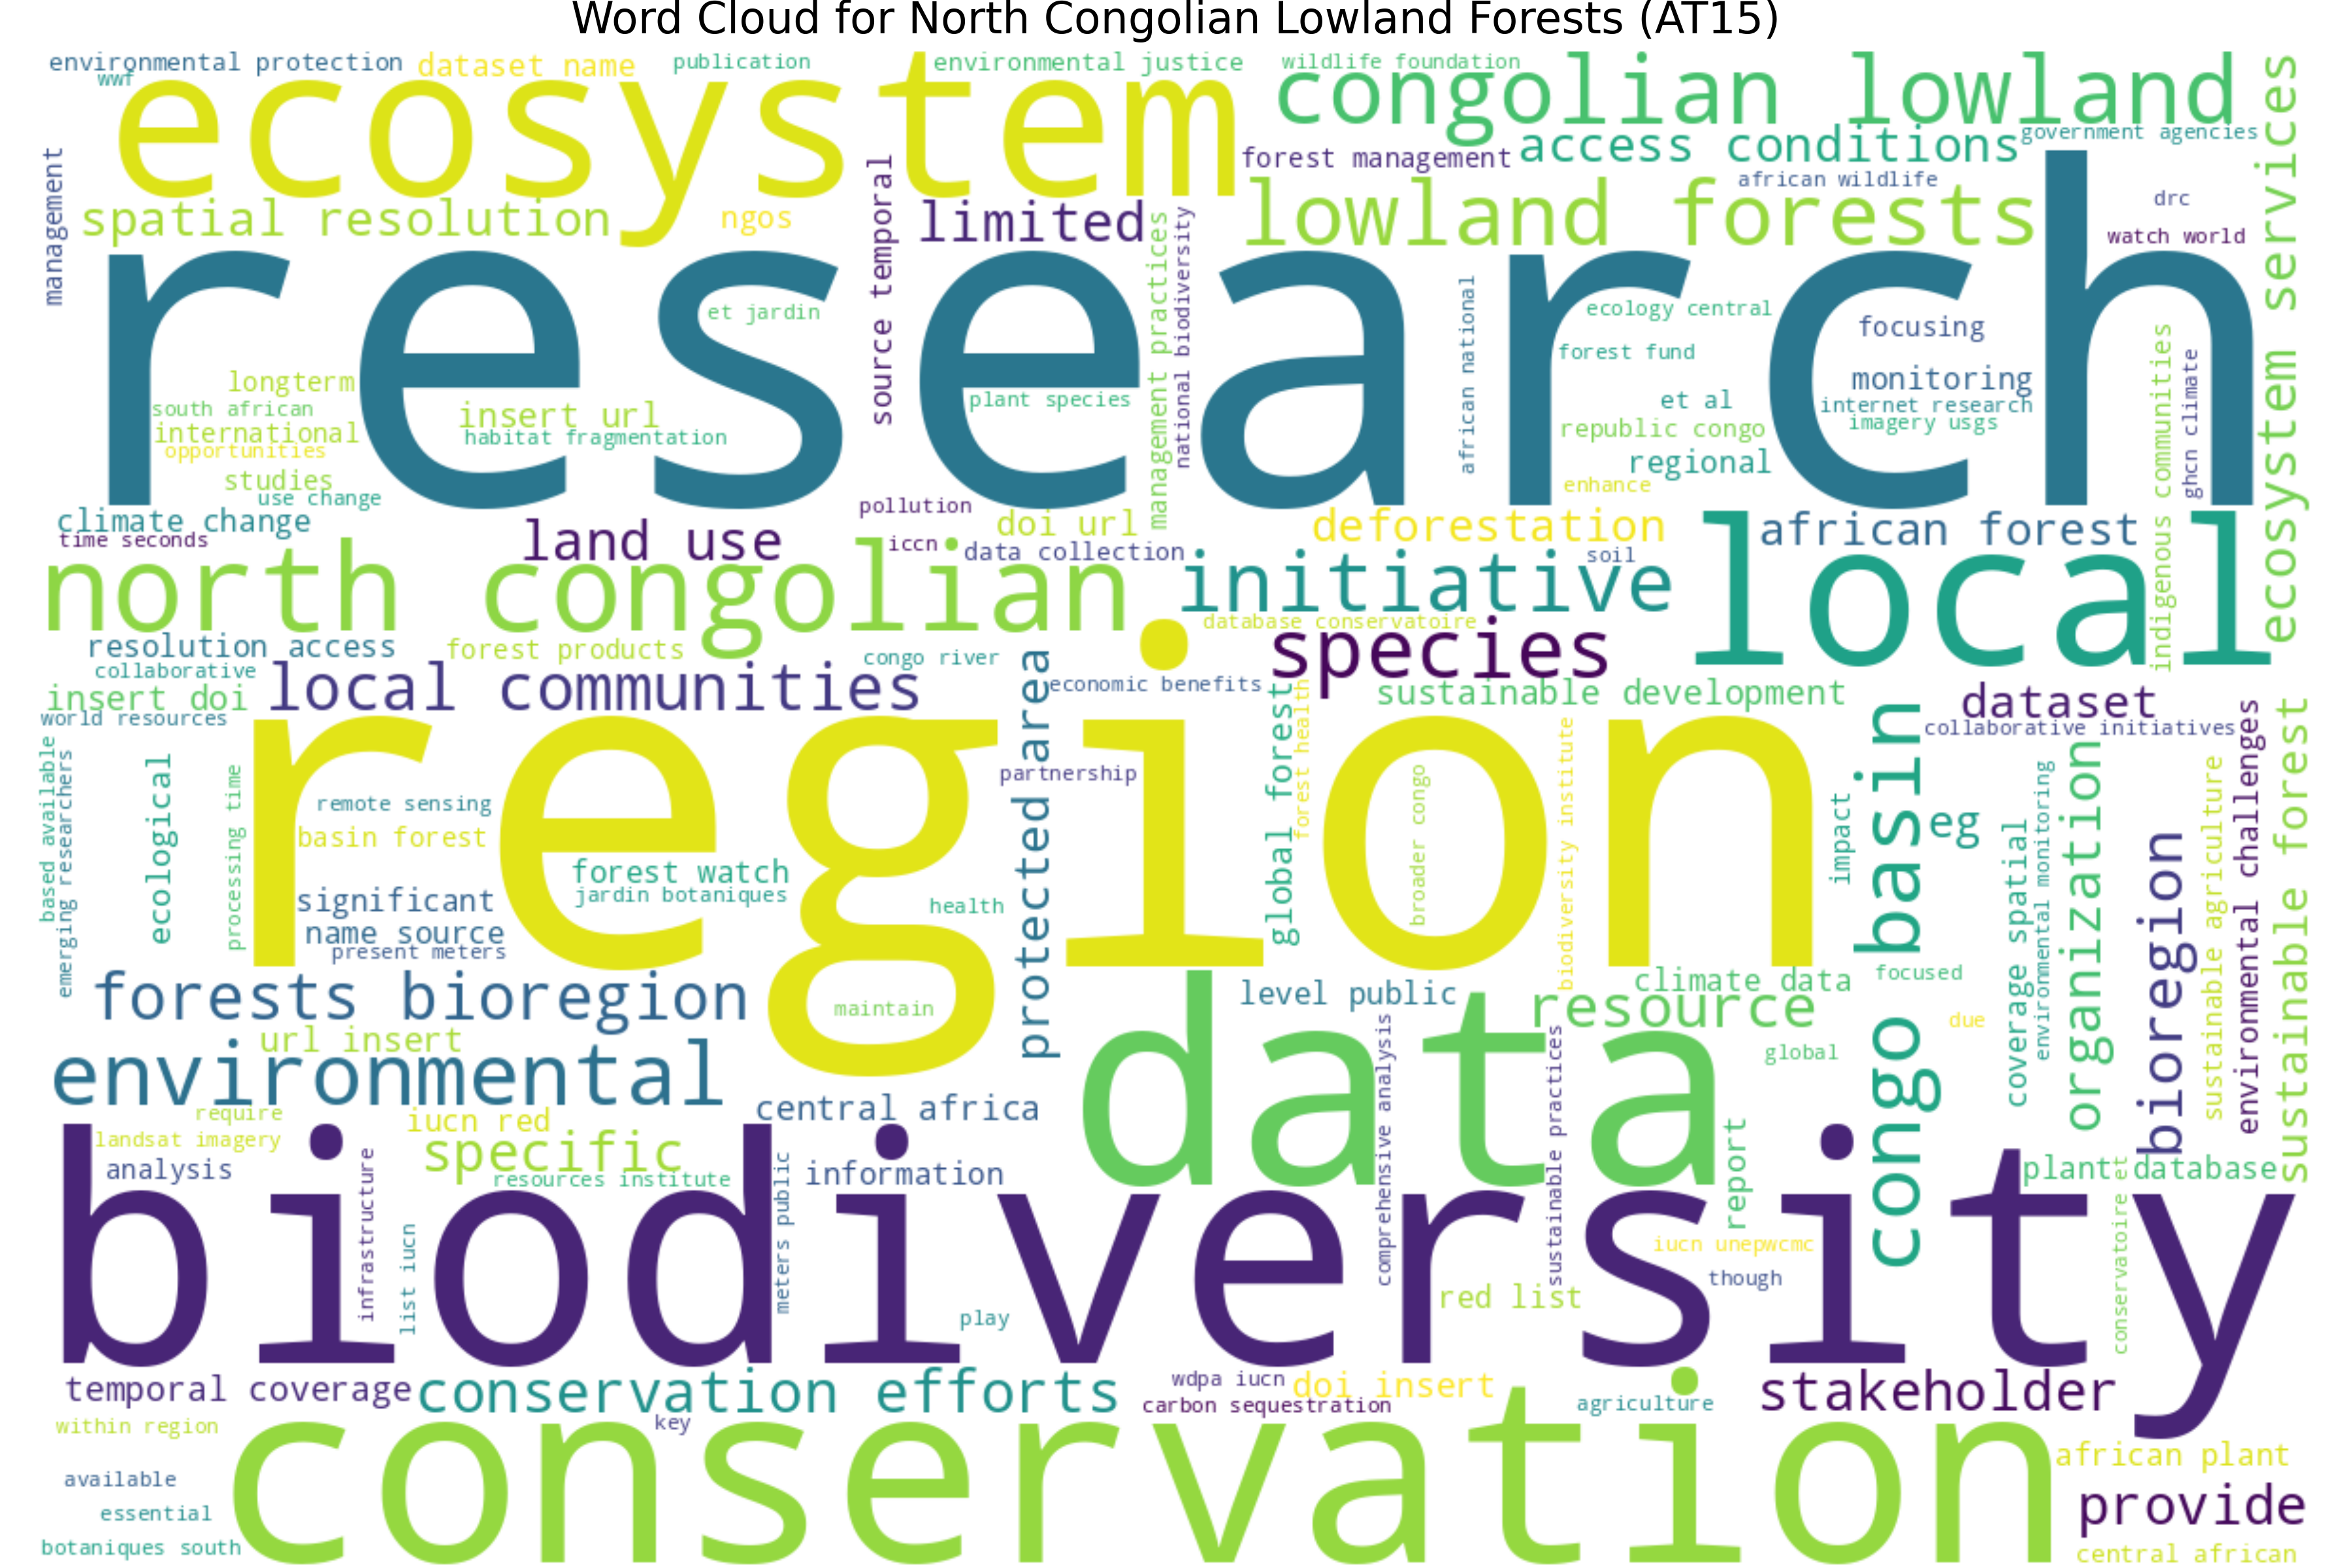 Word Cloud for North Congolian Lowland Forests (AT15)
environmental protection
dataset name
publication
environmental justice
wildlife foundation
wwf
ecosystem
congolian lowland
ecosystem services
government agencies
access conditions
forest management
management
source temporal
african wildlife
lowland forests
drc
spatial resolution
ngos
limited
management practices
national biodiversity
watch world
research
et jardin
african national
ecology central
focusing
indigenous communities
forest fund
ghcn climate
longterm
monitoring
plant species
et al
internet research
south african
insert url
imagery usgs
international
habitat fragmentation
republic congo
opportunities
regional
studies
enhance
use change
pollution
climate change
doi url
deforestation
african forest
local
time seconds
land use
iccn
data collection
soil
north congolian
initiative
database conservatoire
species
resolution access
forest products
congo river
protected area
collaborative
local communities
economic benefits
global forest
forest health
sustainable development
insert doi
dataset
world resources
collaborative initiatives
environmental challenges
sustainable forest
region
congo basin
based available
emerging researchers
ecological
processing time
remote sensing
partnership
broader congo
biodiversity institute
impact
eg
coverage spatial
environmental monitoring
organization
bioregion
sustainable agriculture
basin forest
forest watch
jardin botaniques
significant
health
name source
present meters
forests bioregion
maintain
level public
climate data
focused
resource
due
url insert
data
environmental
comprehensive analysis
sustainable practices
global
central africa
require
iucn red
landsat imagery
specific
report
analysis
infrastructure
list iucn
resources institute
meters public
information
plant database
conservatoire et
biodiversity
iucn unepwcmc
though
red list
play
temporal coverage
conservation efforts
wdpa iucn
doi insert
carbon sequestration
agriculture
stakeholder
within region
key
conservation
african plant
available
essential
provide
botaniques south
central african